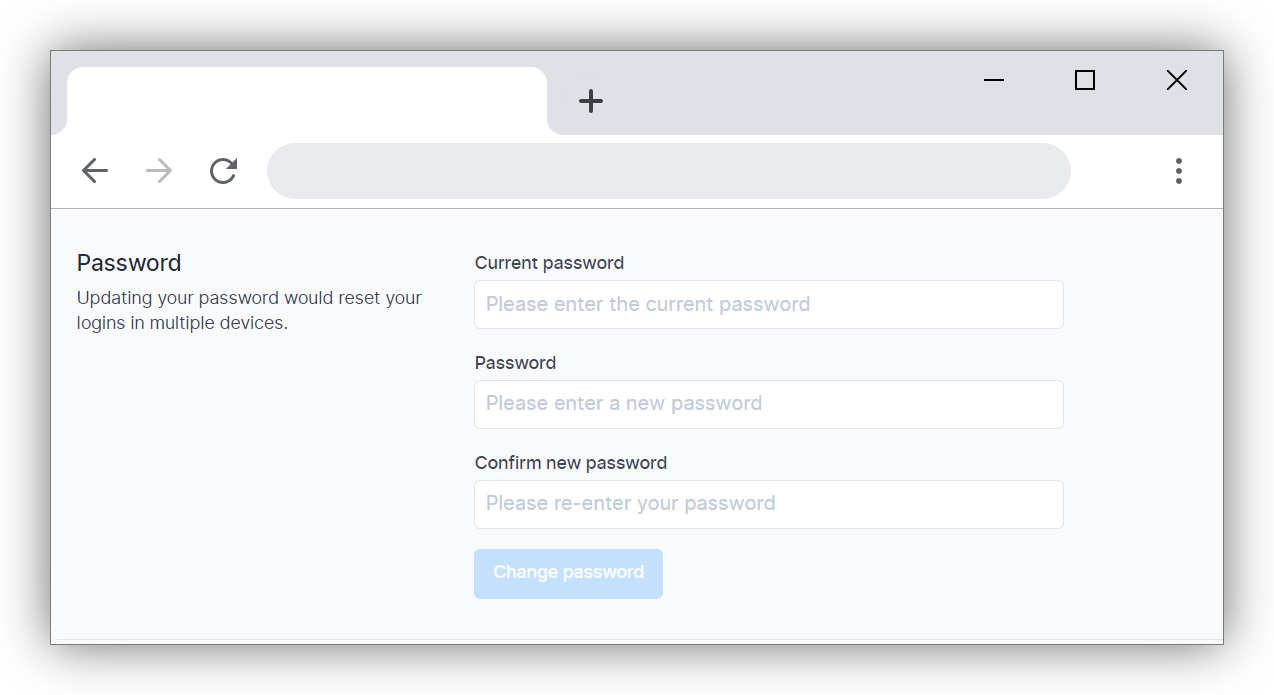 Password
Updating your password would reset your
logins in multiple devices.
Current password
Please enter the current password
Password
Please enter a new password
Confirm new password
Please re-enter your password
Change password